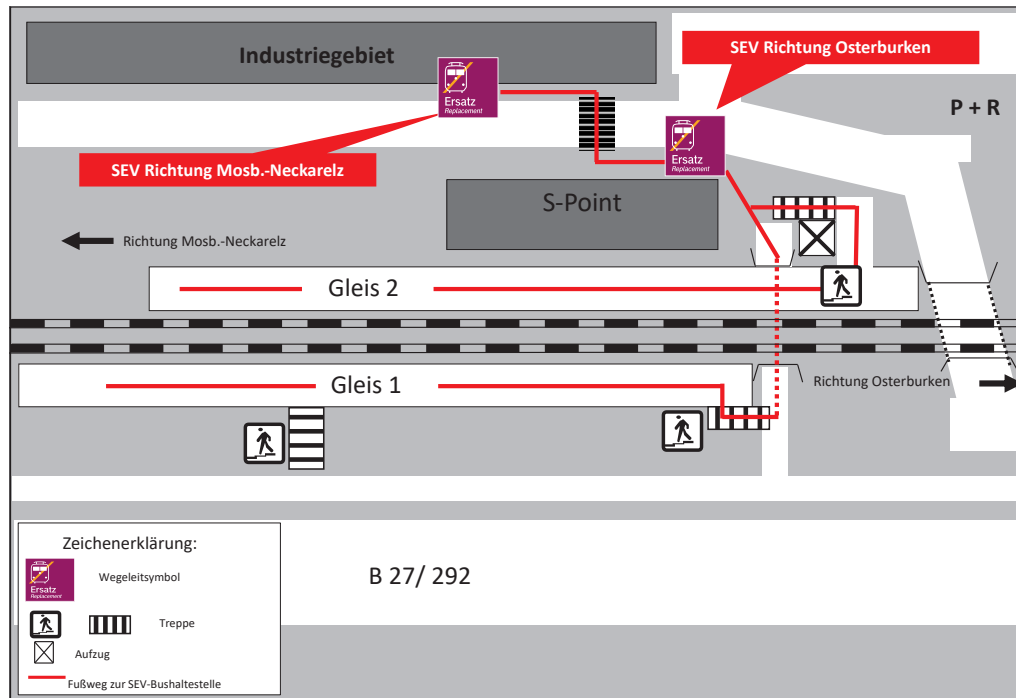 SEV Richtung Osterburken
Industriegebiet
Ersatz
Replacement
P + R
SEV Richtung Mosb.-Neckarelz
Ersatz
Replacement
S-Point
Richtung Mosb.-Neckarelz
Gleis 2
Gleis 1
Richtung Osterburken
Zeichenerklärung:
Ersatz
Replacement
Wegeleitsymbol
Treppe
Aufzug
Fußweg zur SEV-Bushaltestelle
B 27/ 292